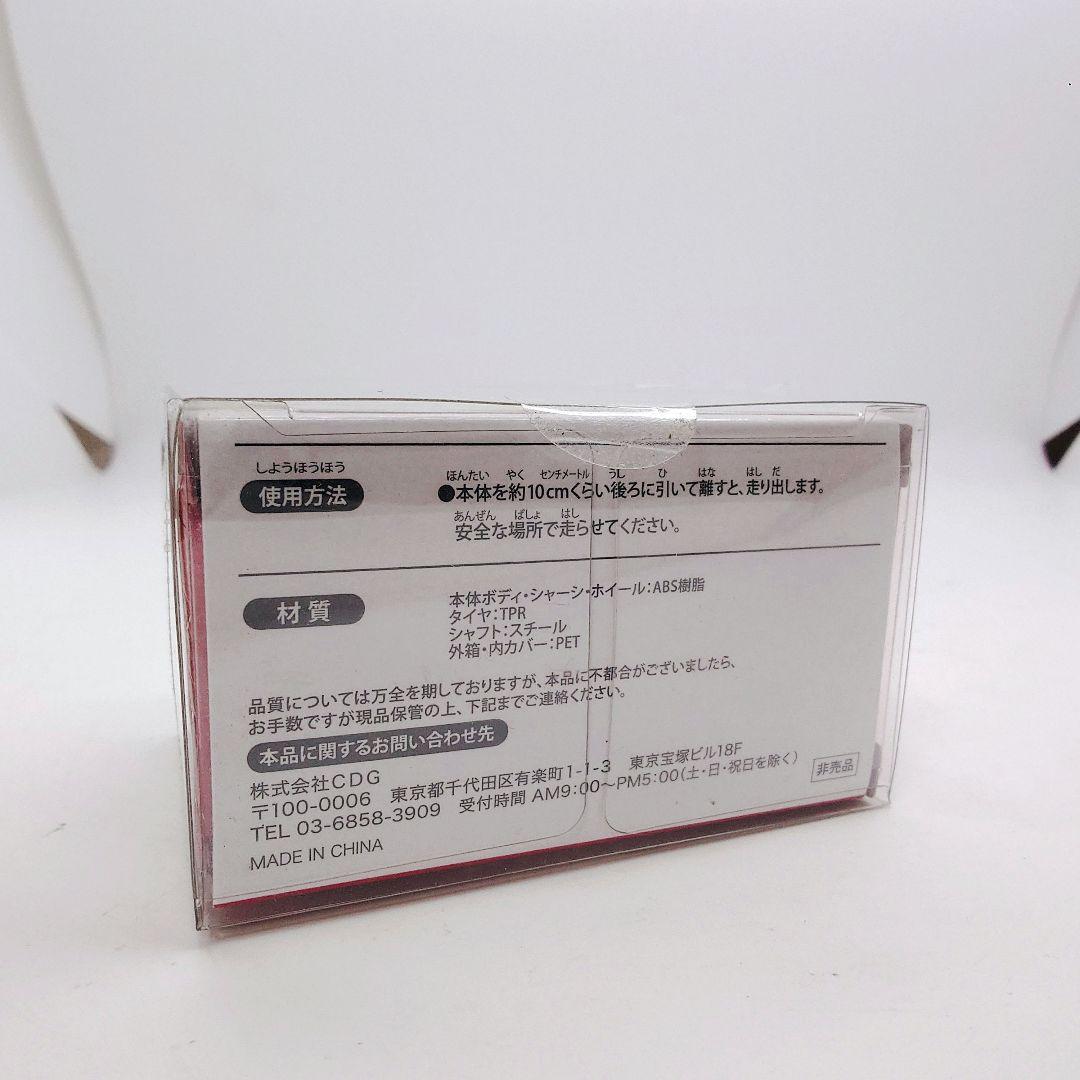 しようほうほう
使用方法
ほんたい やく センチメートル うし ひ はな はし だ
●本体を約10cmくらい後ろに引いて離すと、走り出します。
あんぜん ばしょ はし
安全な場所で走らせてください。
材質
本体ボディ・シャーシ・ホイール：ABS樹脂
タイヤ：TPR
シャフト：スチール
外箱・内カバー：PET
品質については万全を期しておりますが、本品に不都合がございましたら、
お手数ですが現品保管の上、下記までご連絡ください。
本品に関するお問い合わせ先
株式会社CDG
〒100-0006 東京都千代田区有楽町1-1-3 東京宝塚ビル18F
TEL 03-6858-3909 受付時間 AM9:00〜PM5:00（土・日・祝日を除く）
非売品
MADE IN CHINA